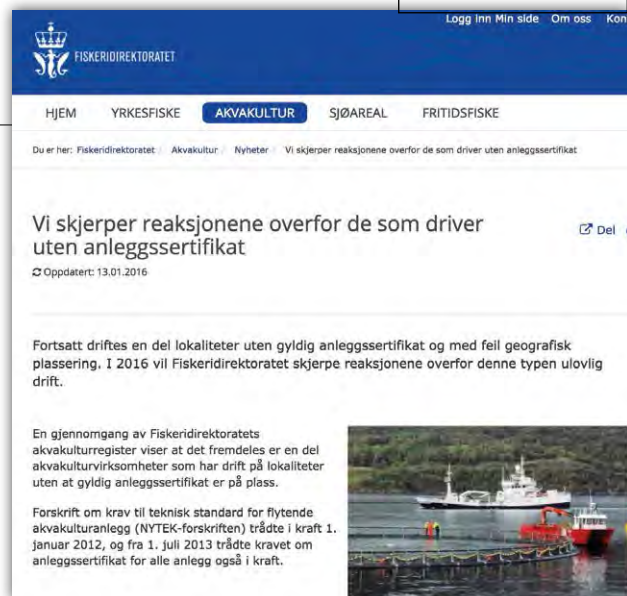 Logg inn Min side Om oss
FISKERIDIREKTORATET
HJEM YRKESFISKE AKVAKULTUR SJØAREAL FRITIDSFISKE
Du er her: Fiskeridirektoratet / Akvakultur / Nyheter / Vi skjerper reaksjonene overfor de som driver uten anleggssertifikat
Vi skjerper reaksjonene overfor de som driver
uten anleggssertifikat
Del
Oppdatert: 13.01.2016
Fortsatt driftes en del lokaliteter uten gyldig anleggssertifikat og med feil geografisk
plassering. I 2016 vil Fiskeridirektoratet skjerpe reaksjonene overfor denne typen ulovlig
drift.
En gjennomgang av Fiskeridirektoratets
akvakulturregister viser at det fremdeles er en del
akvakulturvirksomheter som har drift på lokaliteter
uten at gyldig anleggssertifikat er på plass.
Forskrift om krav til teknisk standard for flytende
akvakulturanlegg (NYTEK-forskriften) trådte i kraft 1.
januar 2012, og fra 1. juli 2013 trådte kravet om
anleggssertifikat for alle anlegg også i kraft.